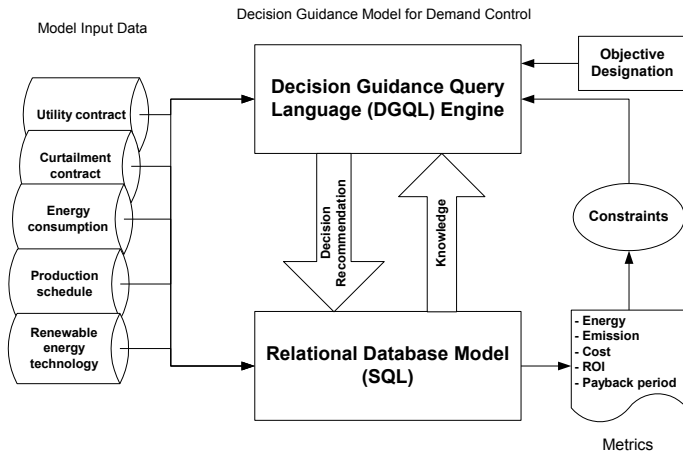 Decision Guidance Model for Demand Control
Model Input Data
Utility contract
Curtailment
contract
Energy
consumption
Production
schedule
Renewable
energy
technology
Decision Guidance Query
Language (DGQL) Engine
Objective
Designation
Decision
Recommendation
Knowledge
Constraints
Relational Database Model
(SQL)
- Energy
- Emission
- Cost
- ROI
- Payback period
Metrics